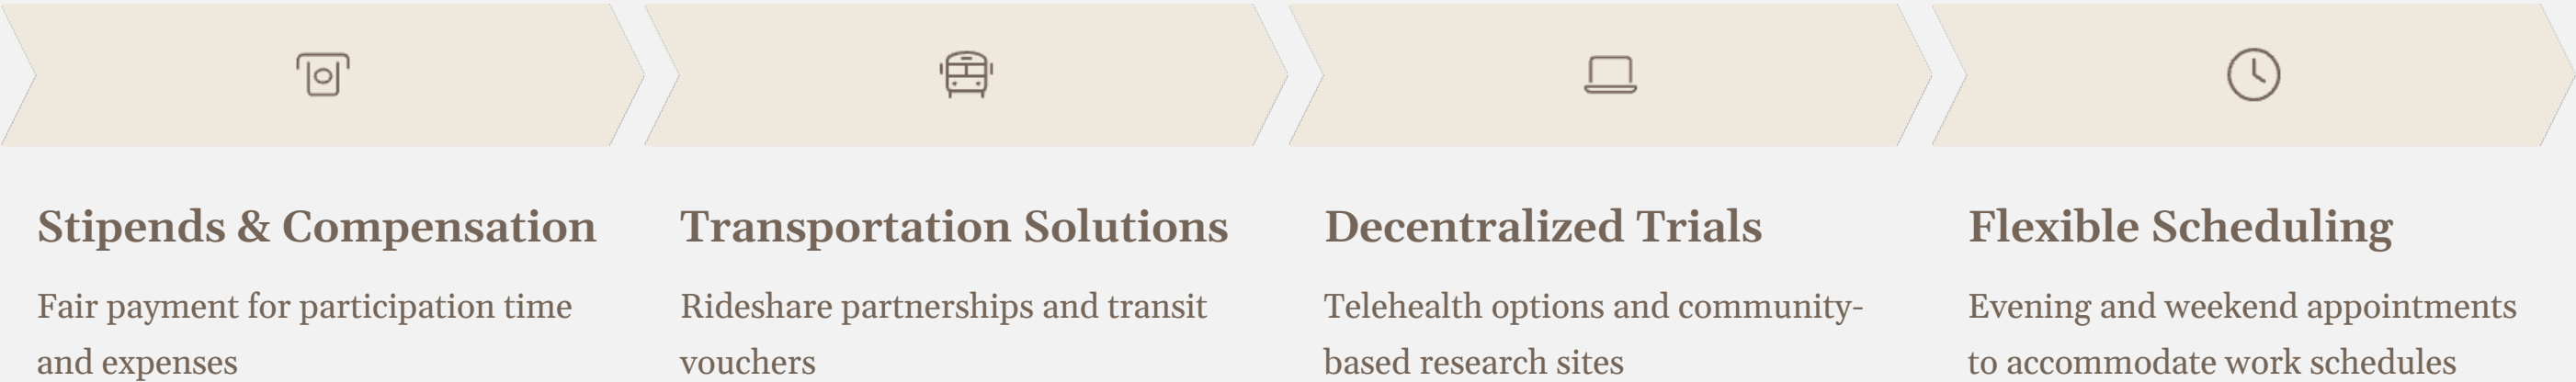 Stipends & Compensation
Fair payment for participation time
and expenses
Transportation Solutions
Rideshare partnerships and transit
vouchers
Decentralized Trials
Telehealth options and community-
based research sites
Flexible Scheduling
Evening and weekend appointments
to accommodate work schedules